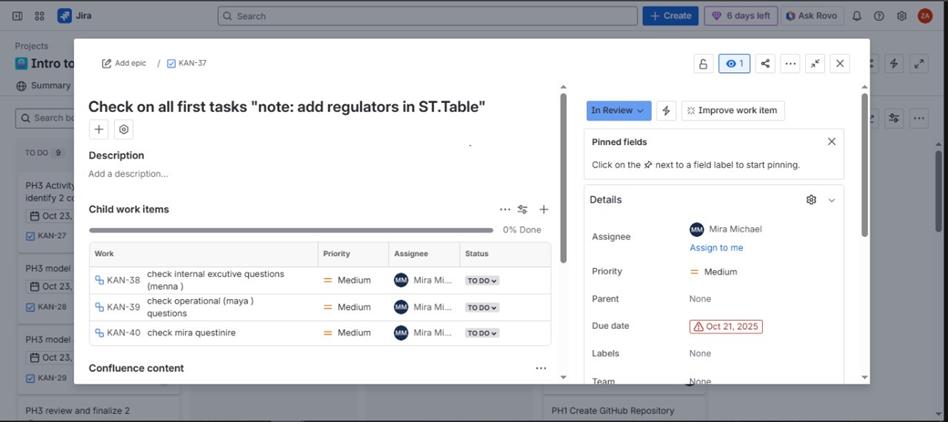 Jira
Search
+ Create
6 days left
Ask Rovo
ZA
Projects
Intro to
Summary
Search bo
TO DO 9
PH3 Activity
identify 2 co
Oct 23,
KAN-27
PH3 model
Oct 23,
KAN-28
PH3 model
Oct 23,
KAN-29
PH3 review and finalize 2
PH1 Create GitHub Repository
Add epic / KAN-37
1
Check on all first tasks "note: add regulators in ST.Table"
Description
Add a description...
Child work items
0% Done
Work Priority Assignee Status
KAN-38 check internal excutive questions
(menna )
Medium MM Mira Mi... TO DO
KAN-39 check operational (maya )
questions
Medium MM Mira Mi... TO DO
KAN-40 check mira questinire Medium MM Mira Mi... TO DO
Confluence content
In Review
Improve work item
Pinned fields
Click on the next to a field label to start pinning.
Details
Assignee MM Mira Michael
Assign to me
Priority Medium
Parent None
Due date Oct 21, 2025
Labels None
Team None